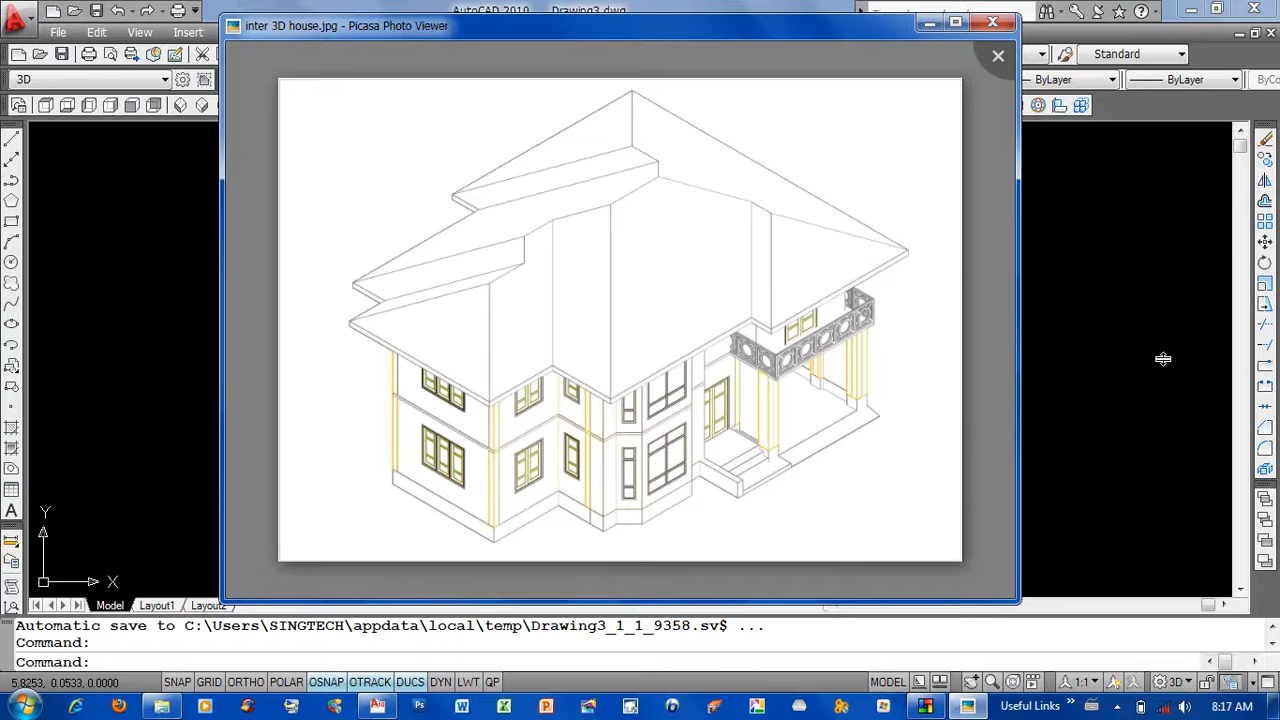 AutoCAD 2010 Drawing3.dwg
inter 3D house.jpg - Picasa Photo Viewer
File Edit View Insert
Standard
3D
ByLayer
ByLayer
ByCo
Y
X
Model Layout1 Layout2
Automatic save to C:\Users\SINGTECH\appdata\local\temp\Drawing3_1_1_9358.sv$ ...
Command:
Command:
5.8253, 0.0533, 0.0000
SNAP GRID ORTHO POLAR OSNAP OTRACK DUCS DYN LWT QP
MODEL
1:1
3D
Useful Links »
8:17 AM